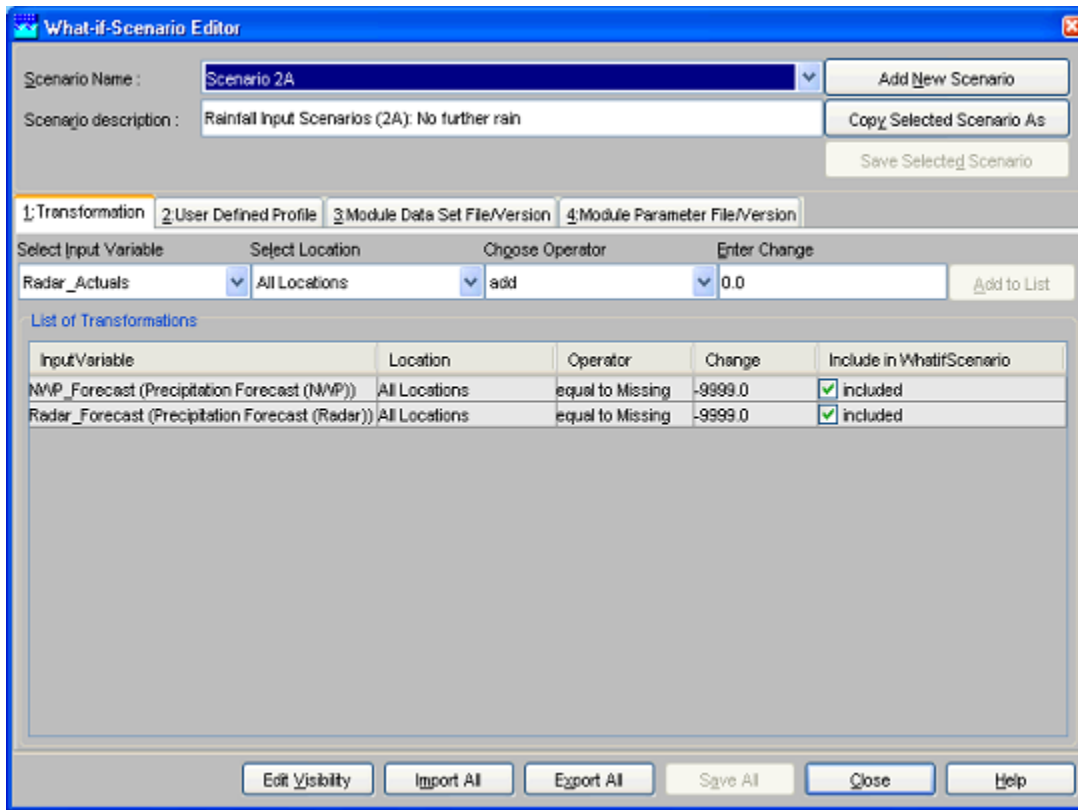 What-if-Scenario Editor
Scenario Name : Scenario 2A Add New Scenario
Scenario description : Rainfall Input Scenarios (2A): No further rain Copy Selected Scenario As
Save Selected Scenario
1:Transformation 2:User Defined Profile 3:Module Data Set File/Version 4:Module Parameter File/Version
Select Input Variable Select Location Choose Operator Enter Change
Radar_Actuals All Locations add 0.0 Add to List
List of Transformations
InputVariable Location Operator Change Include in WhatifScenario
NWP_Forecast (Precipitation Forecast (NWP)) All Locations equal to Missing -9999.0 included
Radar_Forecast (Precipitation Forecast (Radar)) All Locations equal to Missing -9999.0 included
Edit Visibility Import All Export All Save All Close Help